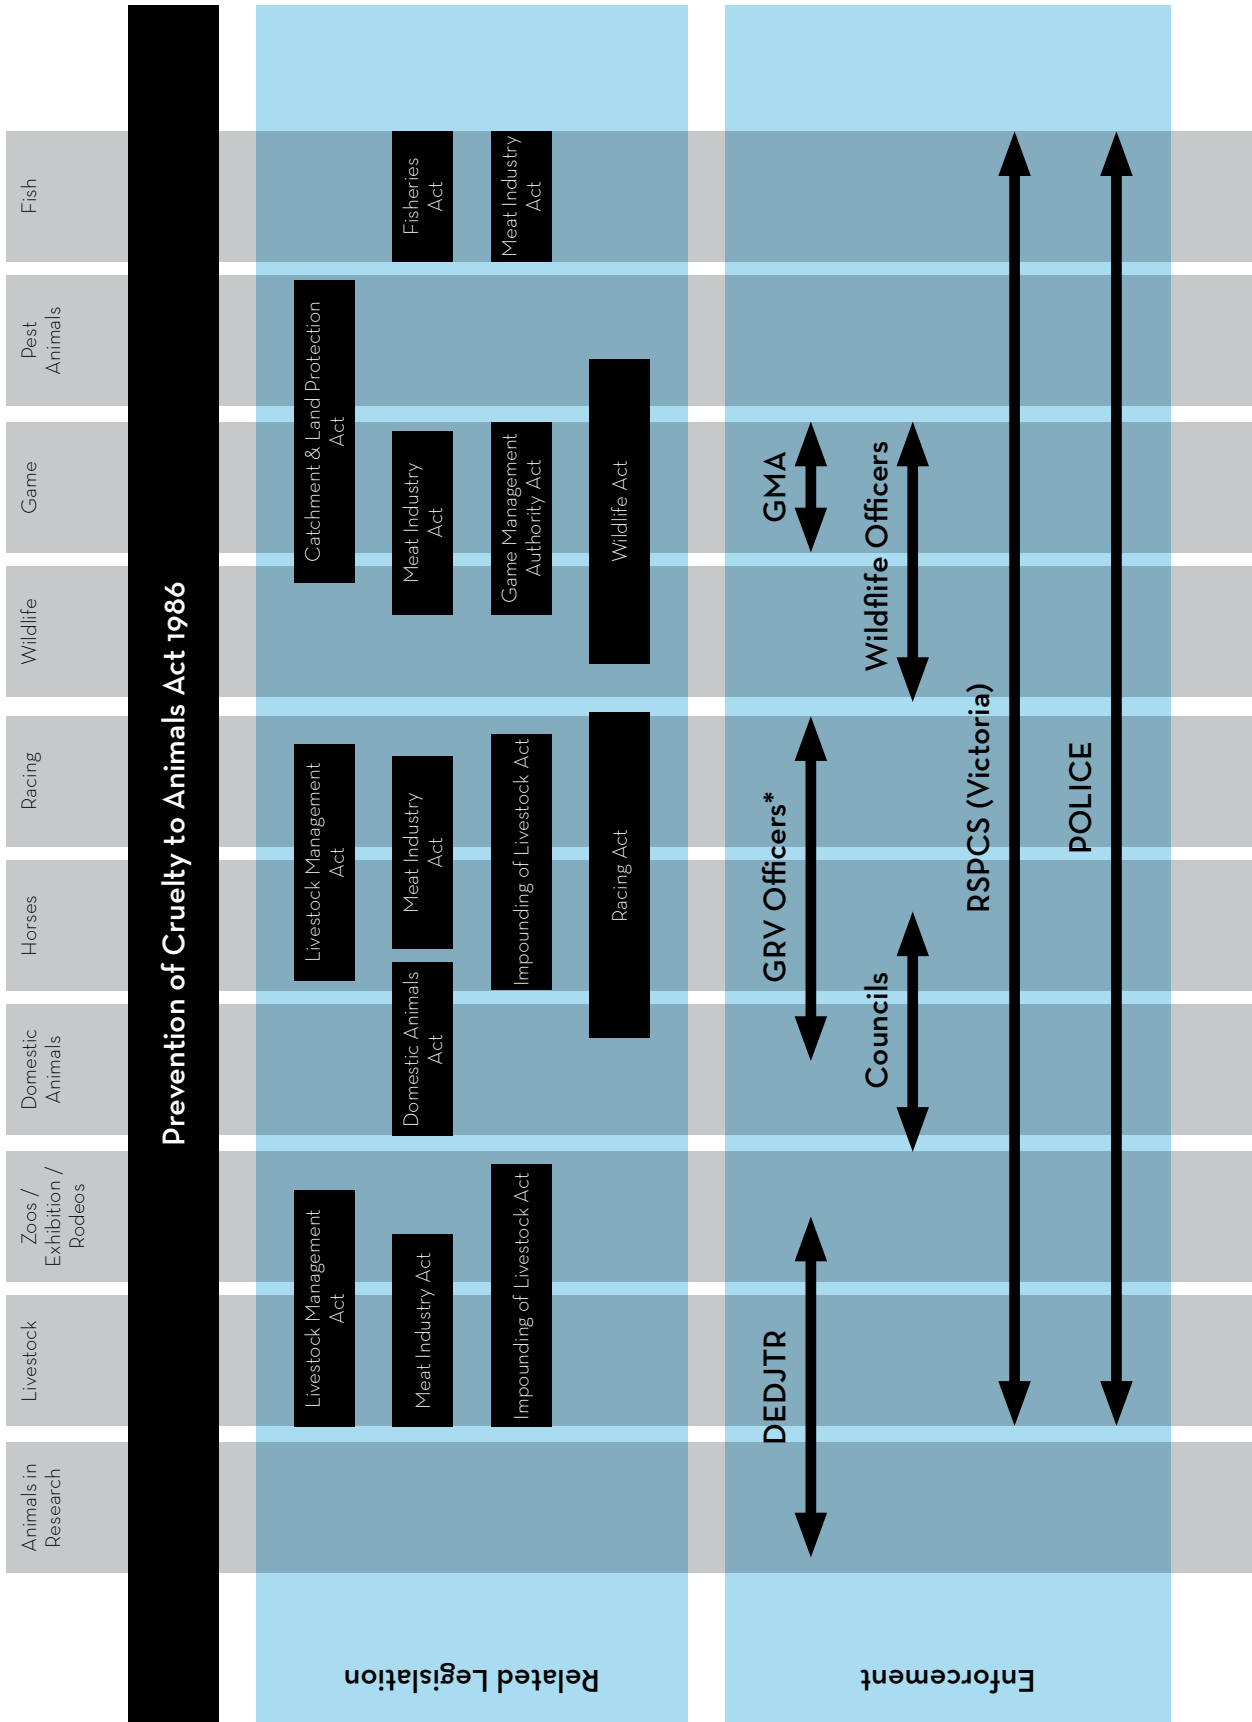 Animals in
Research
Livestock
Zoos /
Exhibition /
Rodeos
Domestic
Animals
Horses
Racing
Wildlife
Game
Pest
Animals
Fish
Prevention of Cruelty to Animals Act 1986
Related Legislation
Livestock Management
Act
Livestock Management
Act
Catchment & Land Protection
Act
Meat Industry Act
Domestic Animals
Act
Meat Industry
Act
Meat Industry
Act
Fisheries
Act
Impounding of Livestock Act
Impounding of Livestock Act
Game Management
Authority Act
Meat Industry
Act
Racing Act
Wildlife Act
Enforcement
DEDJTR
GRV Officers*
GMA
Councils
Wildflife Officers
RSPCS (Victoria)
POLICE